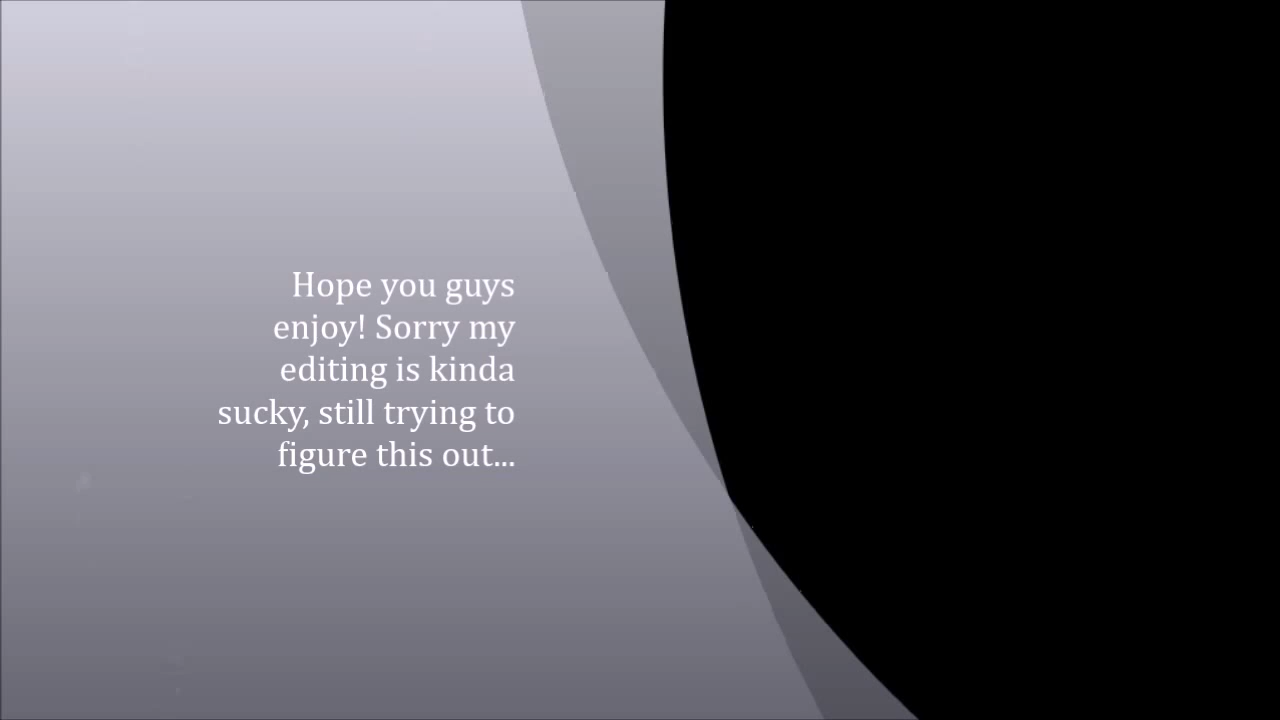 Hope you guys
enjoy! Sorry my
editing is kinda
sucky, still trying to
figure this out...